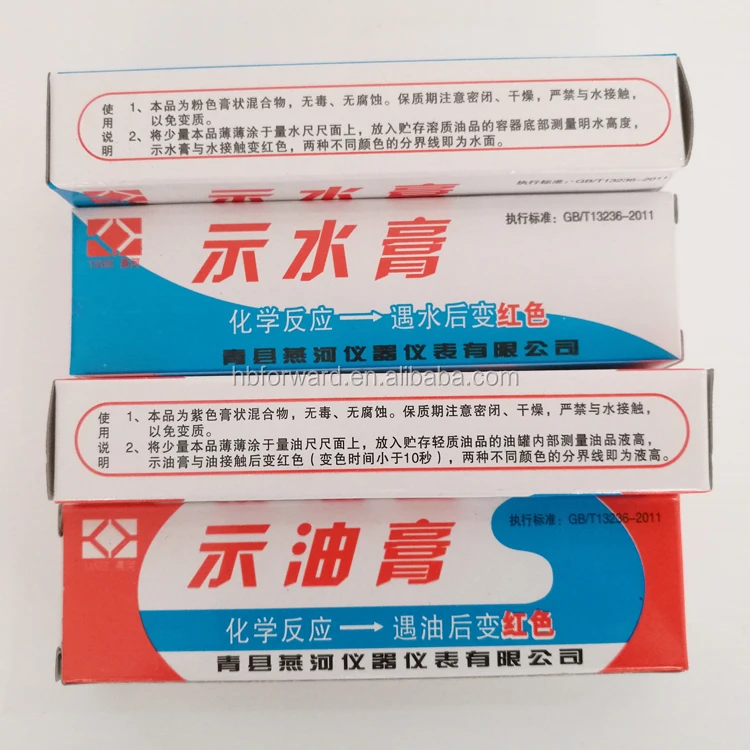 使用说明
1、本品为粉色膏状混合物，无毒、无腐蚀。保质期注意密闭、干燥，严禁与水接触，
以免变质。
2、将少量本品薄薄涂于量水尺尺面上，放入贮存溶质油品的容器底部测量明水高度，
示水膏与水接触变红色，两种不同颜色的分界线即为水面。
执行标准：GB/T13236-2011
示水膏
执行标准：GB/T13236-2011
化学反应→遇水后变红色
青县燕河仪器仪表有限公司
hbforward.en.alibaba.com
使用说明
1、本品为紫色膏状混合物，无毒、无腐蚀。保质期注意密闭、干燥，严禁与水接触，
以免变质。
2、将少量本品薄薄涂于量油尺尺面上，放入贮存轻质油品的油罐内部测量油品液高，
示油膏与油接触后变红色（变色时间小于10秒），两种不同颜色的分界线即为液高。
示油膏
执行标准：GB/T13236-2011
化学反应→遇油后变红色
青县燕河仪器仪表有限公司